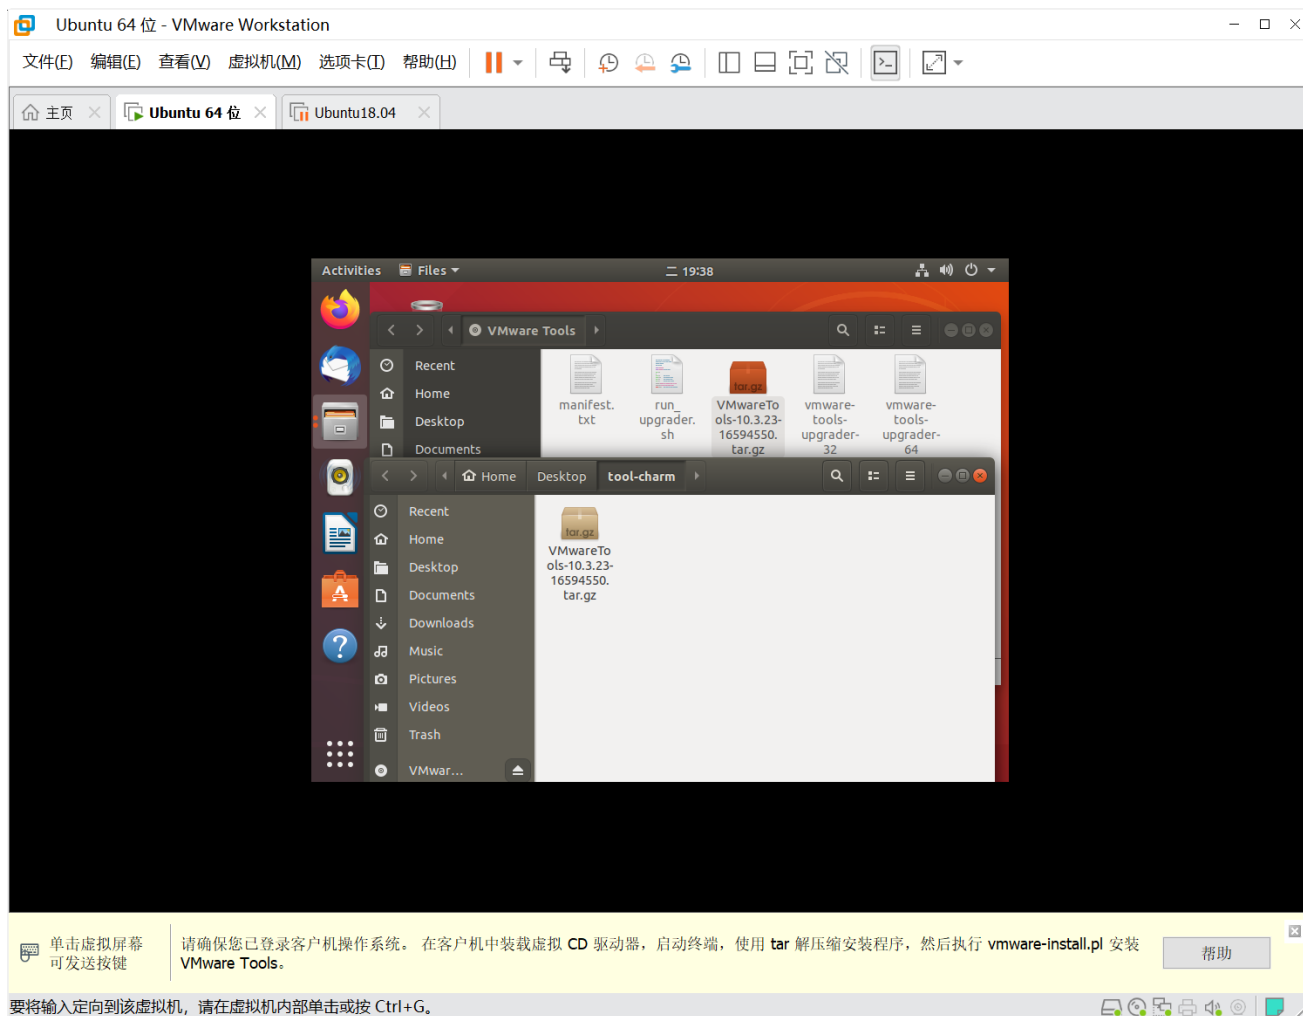 Ubuntu 64 位 - VMware Workstation
文件(F) 编辑(E) 查看(V) 虚拟机(M) 选项卡(T) 帮助(H)
主页 Ubuntu 64 位 Ubuntu18.04
Activities Files 二 19:38
VMware Tools
Recent
Home
Desktop
Documents
manifest.
txt
run_
upgrader.
sh
tar.gz
VMwareTo
ols-10.3.23-
16594550.
tar.gz
vmware-
tools-
upgrader-
32
vmware-
tools-
upgrader-
64
Home Desktop tool-charm
Recent
Home
Desktop
Documents
Downloads
Music
Pictures
Videos
Trash
VMwar...
tar.gz
VMwareTo
ols-10.3.23-
16594550.
tar.gz
单击虚拟屏幕
可发送按键
请确保您已登录客户机操作系统。 在客户机中装载虚拟 CD 驱动器，启动终端，使用 tar 解压缩安装程序，然后执行 vmware-install.pl 安装
VMware Tools。
帮助
要将输入定向到该虚拟机，请在虚拟机内部单击或按 Ctrl+G。